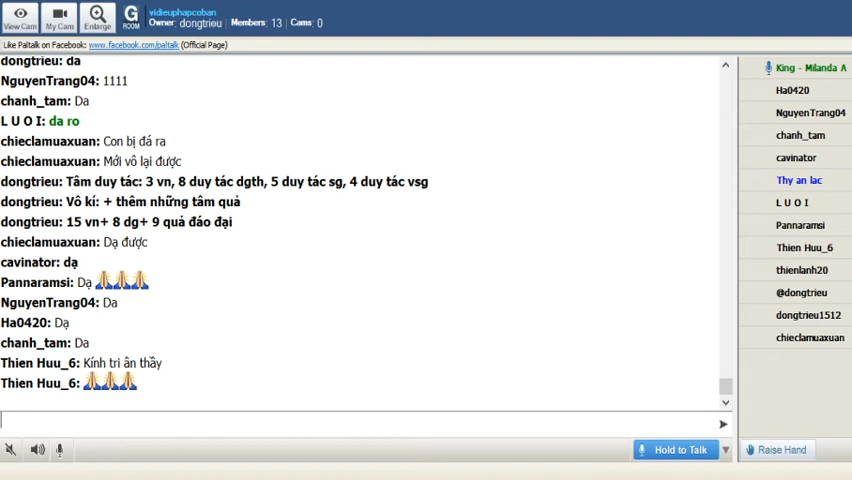 View Cam
My Cam
Enlarge
G
ROOM
vidieuphapcoban
Owner: dongtrieu Members: 13 Cams: 0
Like Paltalk on Facebook: www.facebook.com/paltalk (Official Page)
dongtrieu: da
NguyenTrang04: 1111
chanh_tam: Da
L U O I: da ro
chieclamuaxuan: Con bị đá ra
chieclamuaxuan: Mới vô lại được
dongtrieu: Tâm duy tác: 3 vn, 8 duy tác dgth, 5 duy tác sg, 4 duy tác vsg
dongtrieu: Vô kí: + thêm những tâm quả
dongtrieu: 15 vn+ 8 dg+ 9 quả đáo đại
chieclamuaxuan: Dạ được
cavinator: dạ
Pannaramsi: Dạ
NguyenTrang04: Da
Ha0420: Dạ
chanh_tam: Da
Thien Huu_6: Kính tri ân thầy
Thien Huu_6:
King - Milanda A
Ha0420
NguyenTrang04
chanh_tam
cavinator
Thy an lac
L U O I
Pannaramsi
Thien Huu_6
thienlanh20
@dongtrieu
dongtrieu1512
chieclamuaxuan
Hold to Talk
Raise Hand